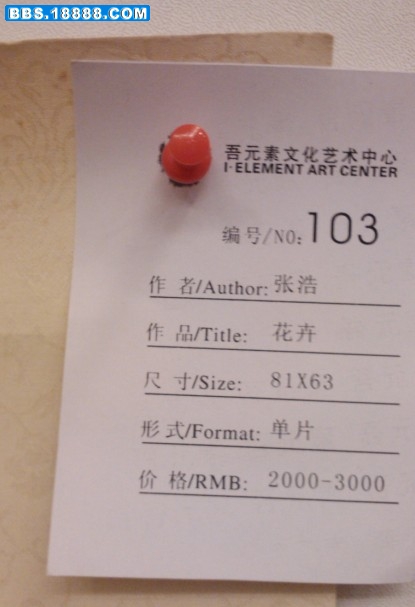 BBS.18888.COM
吾元素文化艺术中心
I·ELEMENT ART CENTER
编号/NO: 103
作 者/Author: 张浩
作 品/Title: 花卉
尺 寸/Size: 81X63
形式/Format: 单片
价 格/RMB: 2000-3000